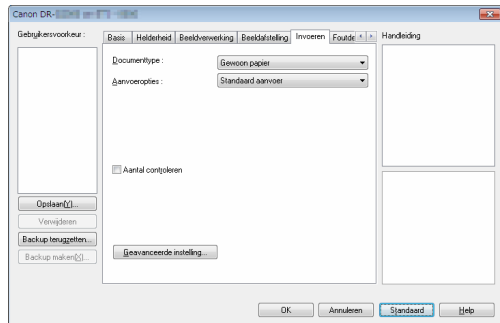 Canon DR-
Gebruikersvoorkeur :
Basis Helderheid Beeldverwerking Beeldafstelling Invoeren Foutde
Handleiding
Documenttype :
Gewoon papier
Aanvoeropties :
Standaard aanvoer
Aantal controleren
Opslaan(Y)...
Verwijderen
Backup terugzetten...
Backup maken(X)...
Geavanceerde instelling...
OK Annuleren Standaard Help